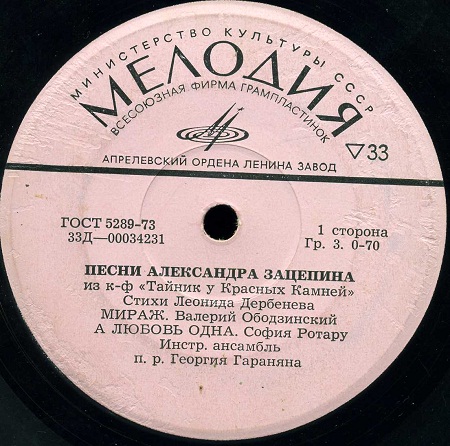 МИНИСТЕРСТВО КУЛЬТУРЫ СССР
МЕЛОДИЯ
ВСЕСОЮЗНАЯ ФИРМА ГРАМПЛАСТИНОК
АПРЕЛЕВСКИЙ ОРДЕНА ЛЕНИНА ЗАВОД
▽33
ГОСТ 5289-73
33Д—00034231
1 сторона
Гр. 3. 0-70
ПЕСНИ АЛЕКСАНДРА ЗАЦЕПИНА
из к-ф «Тайник у Красных Камней»
Стихи Леонида Дербенева
МИРАЖ. Валерий Ободзинский
А ЛЮБОВЬ ОДНА. София Ротару
Инстр. ансамбль
п. р. Георгия Гараняна